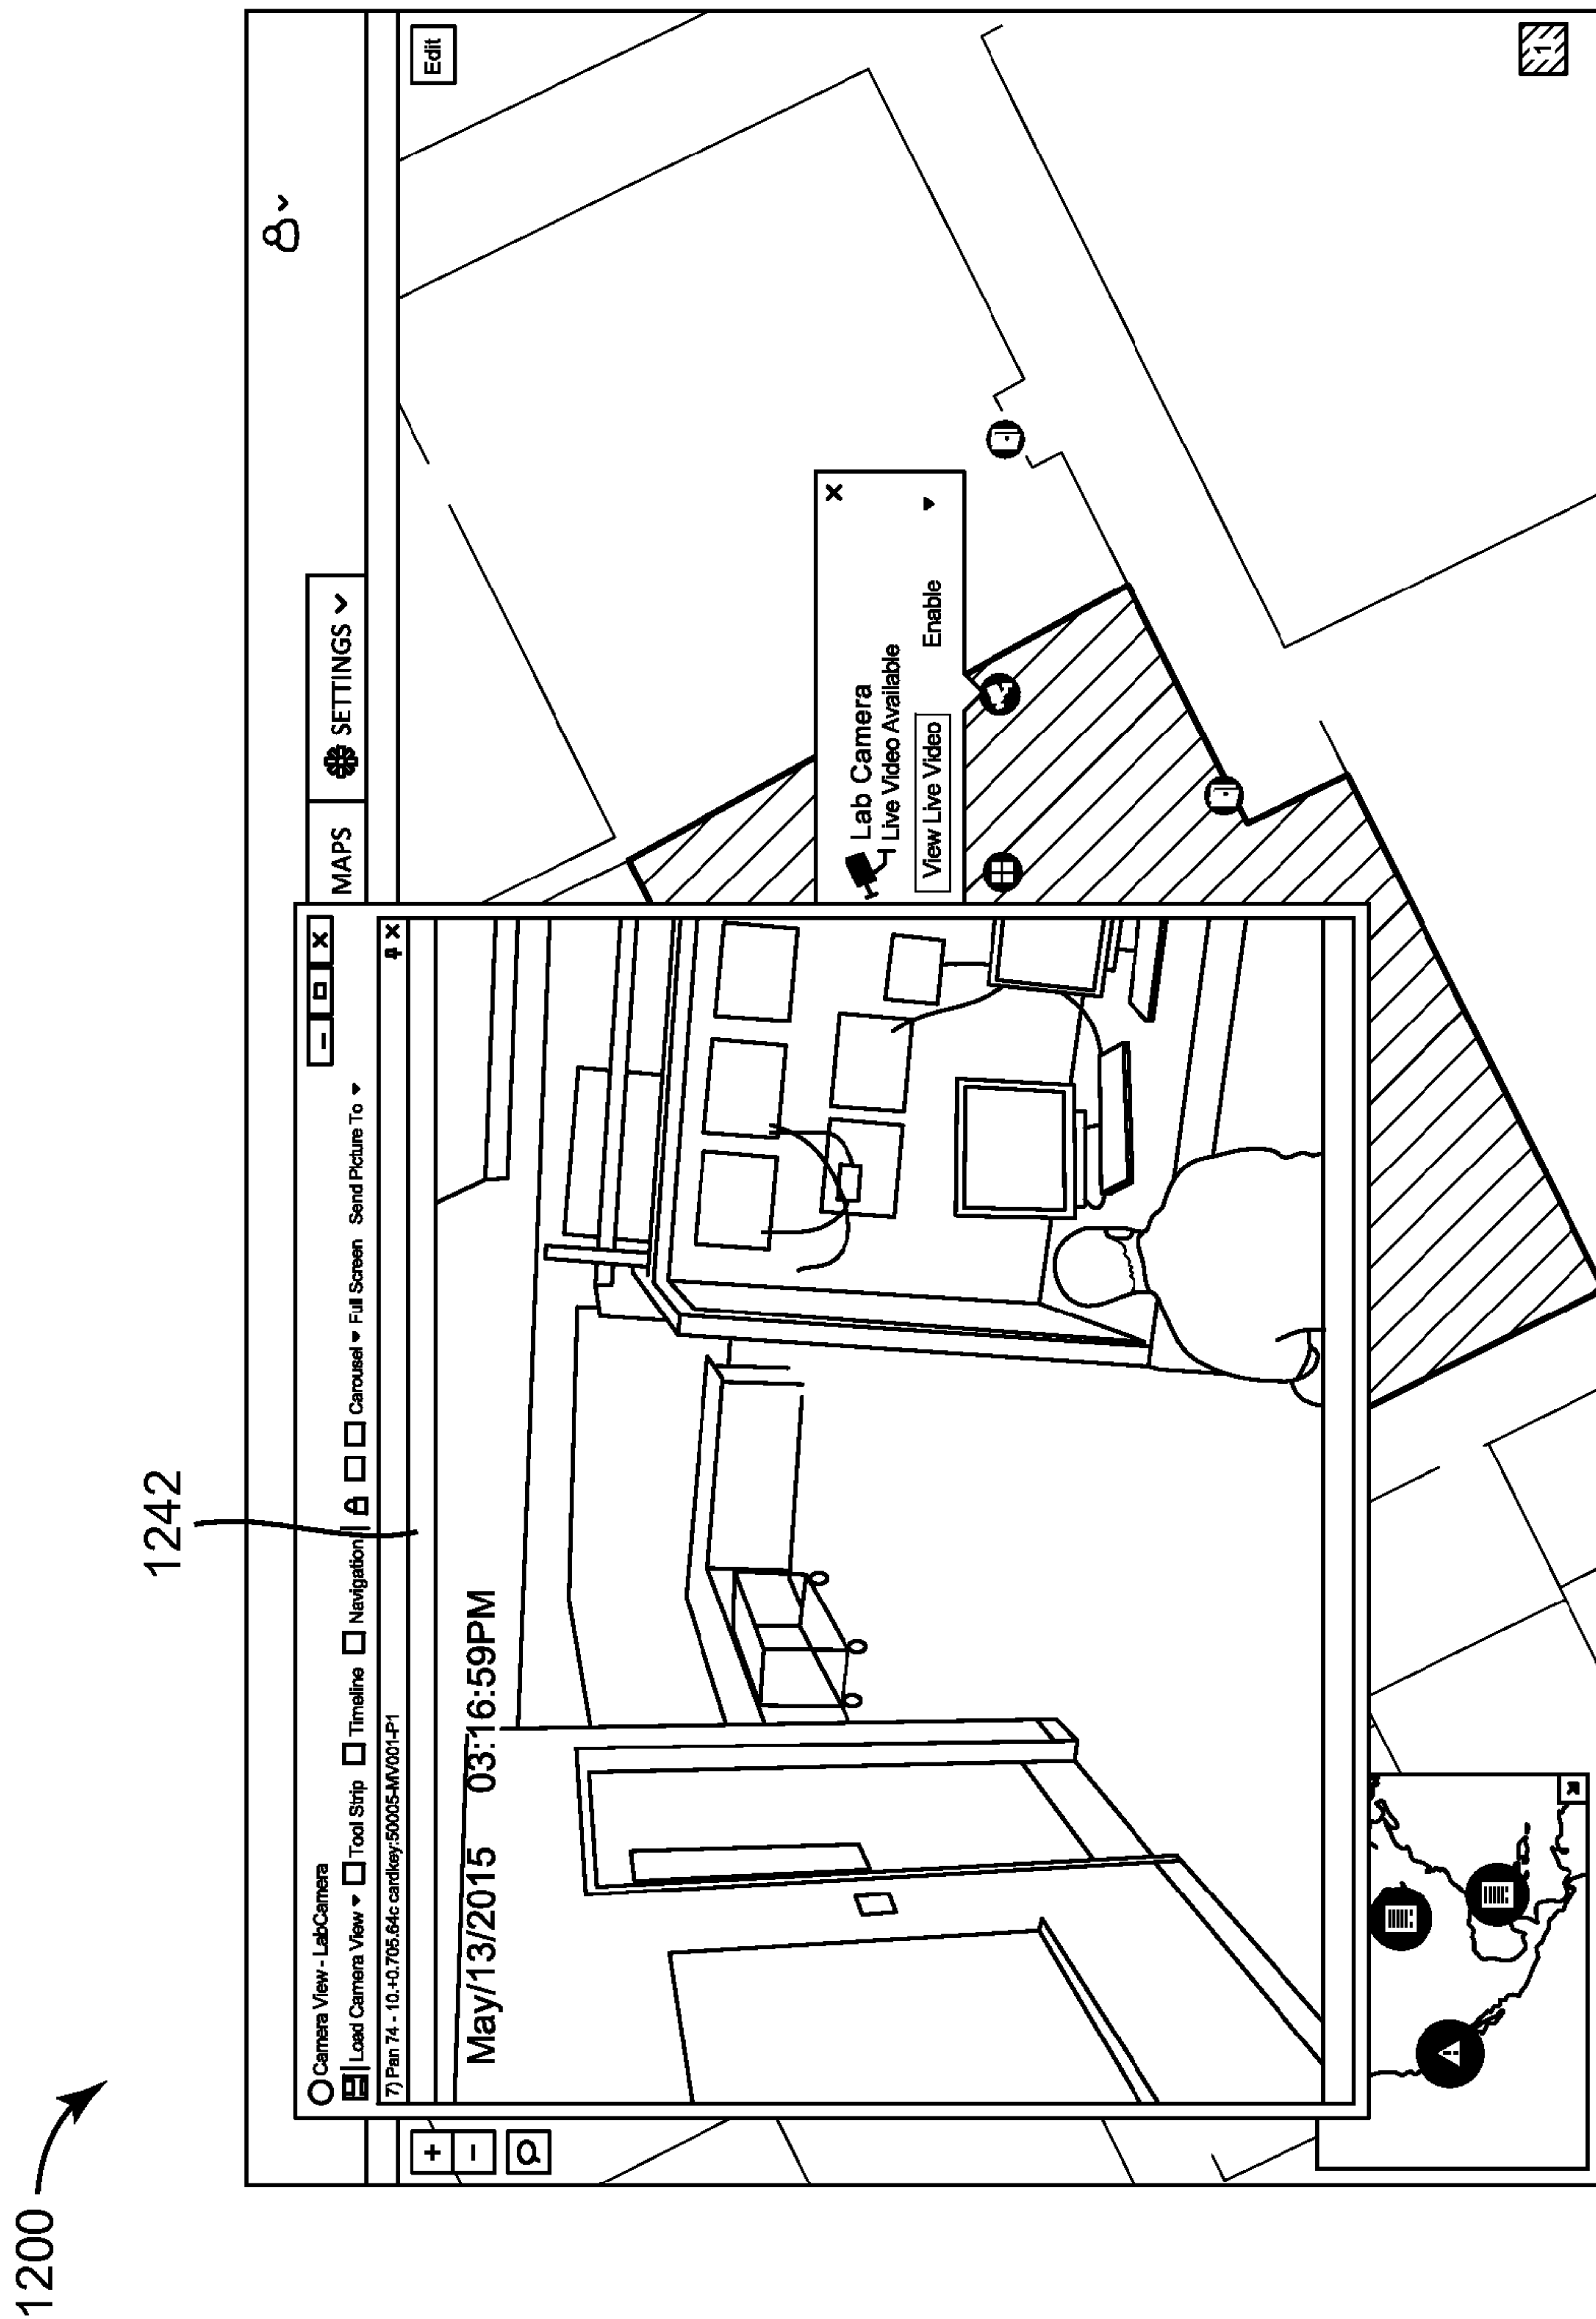 1200
1242
MAPS
SETTINGS
Edit
Camera View - LabCamera
Load Camera View Tool Strip Timeline Navigation Carousel Full Screen Send Picture To
7) Pan 74 - 10.+0.705.64c cardkey:50005-MV001-P1
May/13/2015 03:16:59PM
Lab Camera
Live Video Available
View Live Video Enable
1